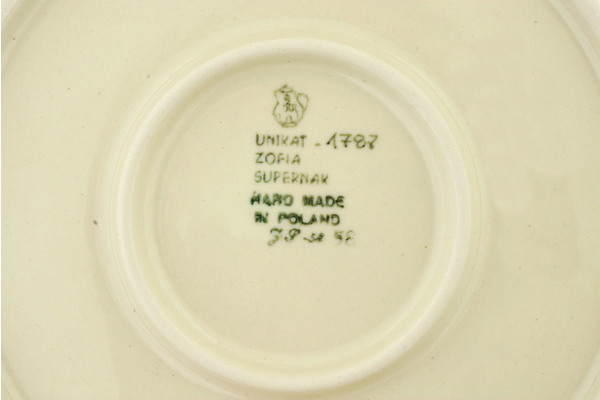 UNIKAT - 1787
ZOFIA
SUPERNAK
HAND MADE
IN POLAND